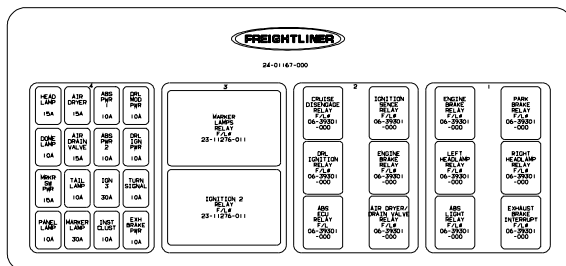 FREIGHTLINER
24-01167-000
4
HEAD LAMP 15A
AIR DRYER 15A
ABS PWR 1 10A
DRL MOD PWR 10A
DOME LAMP 10A
AIR DRAIN VALVE 15A
ABS PWR 2 10A
DRL IGN PWR 10A
MRKR SW PWR 15A
TAIL LAMP 10A
IGN 3 30A
TURN SIGNAL 10A
PANEL LAMP 10A
MARKER LAMP 30A
INST CLUST 10A
EXH BRAKE PWR 10A
3
MARKER
LAMPS
RELAY
F/L#
23-11276-011
IGNITION 2
RELAY
F/L#
23-11276-011
2
CRUISE
DISENGAGE
RELAY
F/L#
06-39301
-000
IGNITION
SENCE RELAY
F/L#
06-39301
-000
DRL
IGNITION
RELAY
F/L#
06-39301
-000
ENGINE
BRAKE
RELAY
F/L#
06-39301
-000
ABS
ECU
RELAY
F/L
06-39301
-000
AIR DRYER/
DRAIN VALVE
RELAY
F/L#
06-39301
-000
1
ENGINE
BRAKE
RELAY
F/L#
06-39301
-000
PARK
BRAKE
RELAY
F/L#
06-39301
-000
LEFT
HEADLAMP
RELAY
F/L#
06-39301
-000
RIGHT
HEADLAMP
RELAY
F/L#
06-39301
-000
ABS
LIGHT
RELAY
F/L#
06-39301
-000
EXHAUST
BRAKE
INTERRUPT
F/L#
06-39301
-000